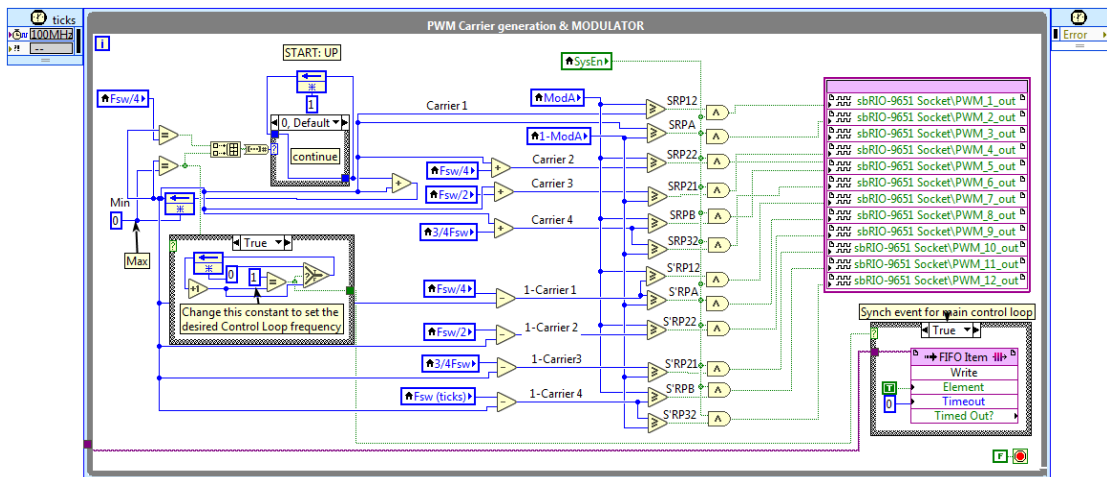 PWM Carrier generation & MODULATOR
ticks
100MHz
--
Error
i
START: UP
1
0, Default
continue
Fsw/4
Min
0
Max
True
0
1
+1
Change this constant to set the
desired Control Loop frequency
SysEn
ModA
1-ModA
Carrier 1
Fsw/4
Carrier 2
Fsw/2
Carrier 3
3/4Fsw
Carrier 4
Fsw/4
1-Carrier1
Fsw/2
1-Carrier 2
3/4Fsw
1-Carrier3
Fsw (ticks)
1-Carrier 4
SRP12
SRPA
SRP22
SRP21
SRPB
SRP32
S'RP12
S'RPA
S'RP22
S'RP21
S'RPB
S'RP32
sbRIO-9651 Socket\PWM_1_out
sbRIO-9651 Socket\PWM_2_out
sbRIO-9651 Socket\PWM_3_out
sbRIO-9651 Socket\PWM_4_out
sbRIO-9651 Socket\PWM_5_out
sbRIO-9651 Socket\PWM_6_out
sbRIO-9651 Socket\PWM_7_out
sbRIO-9651 Socket\PWM_8_out
sbRIO-9651 Socket\PWM_9_out
sbRIO-9651 Socket\PWM_10_out
sbRIO-9651 Socket\PWM_11_out
sbRIO-9651 Socket\PWM_12_out
Synch event for main control loop
True
FIFO Item
Write
Element
Timeout
Timed Out?
T
0
F